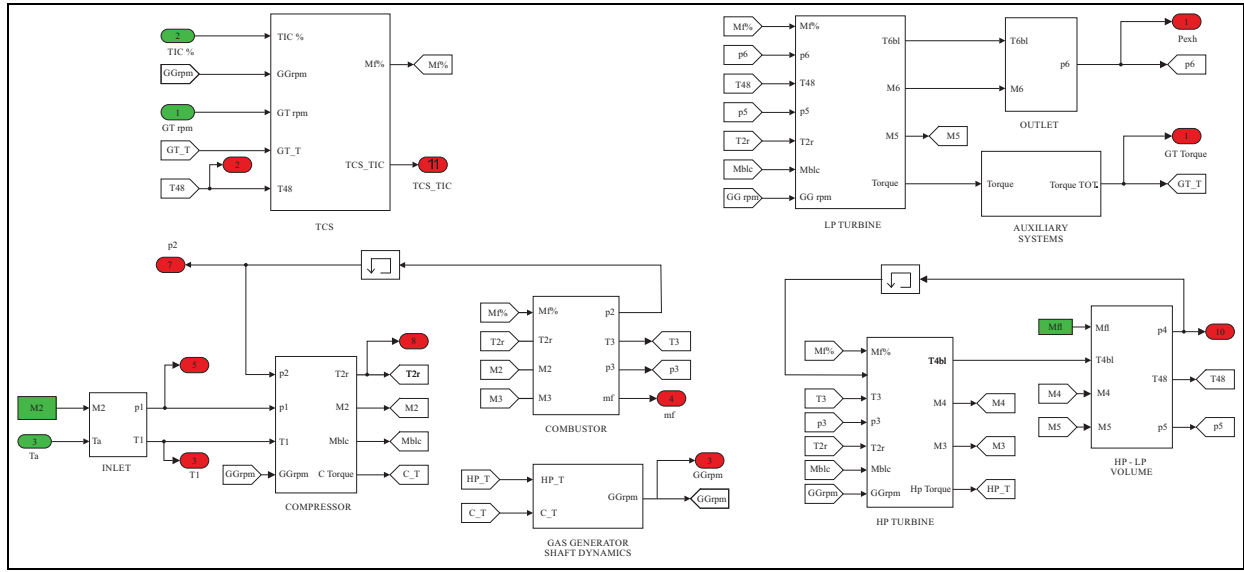 2
TIC %
GGrpm
1
GT rpm
GT_T
2
T48
TIC %
GGrpm
GT rpm
GT_T
T48
Mf%
TCS_TIC
Mf%
11
TCS_TIC
TCS
Mf%
p6
T48
p5
T2r
Mblc
GG rpm
Mf%
p6
T48
p5
T2r
Mblc
GG rpm
T6bl
M6
M5
Torque
M5
LP TURBINE
T6bl
M6
p6
OUTLET
1
Pexh
p6
Torque
Torque TOT.
AUXILIARY
SYSTEMS
1
GT Torque
GT_T
p2
7
M2
3
Ta
M2
Ta
p1
T1
INLET
5
3
T1
GGrpm
p2
p1
T1
GGrpm
T2r
M2
Mblc
C Torque
COMPRESSOR
8
T2r
M2
Mblc
C_T
Mf%
T2r
M2
M3
Mf%
T2r
M2
M3
p2
T3
p3
mf
COMBUSTOR
T3
p3
4
mf
HP_T
C_T
HP_T
C_T
GGrpm
GAS GENERATOR
SHAFT DYNAMICS
3
GGrpm
GGrpm
Mf%
T3
p3
T2r
Mblc
GGrpm
Mf%
T3
p3
T2r
Mblc
GGrpm
T4bl
M4
M3
Hp Torque
HP TURBINE
M4
M3
HP_T
Mfl
M4
M5
Mfl
T4bl
M4
M5
p4
T48
p5
HP - LP
VOLUME
10
T48
p5